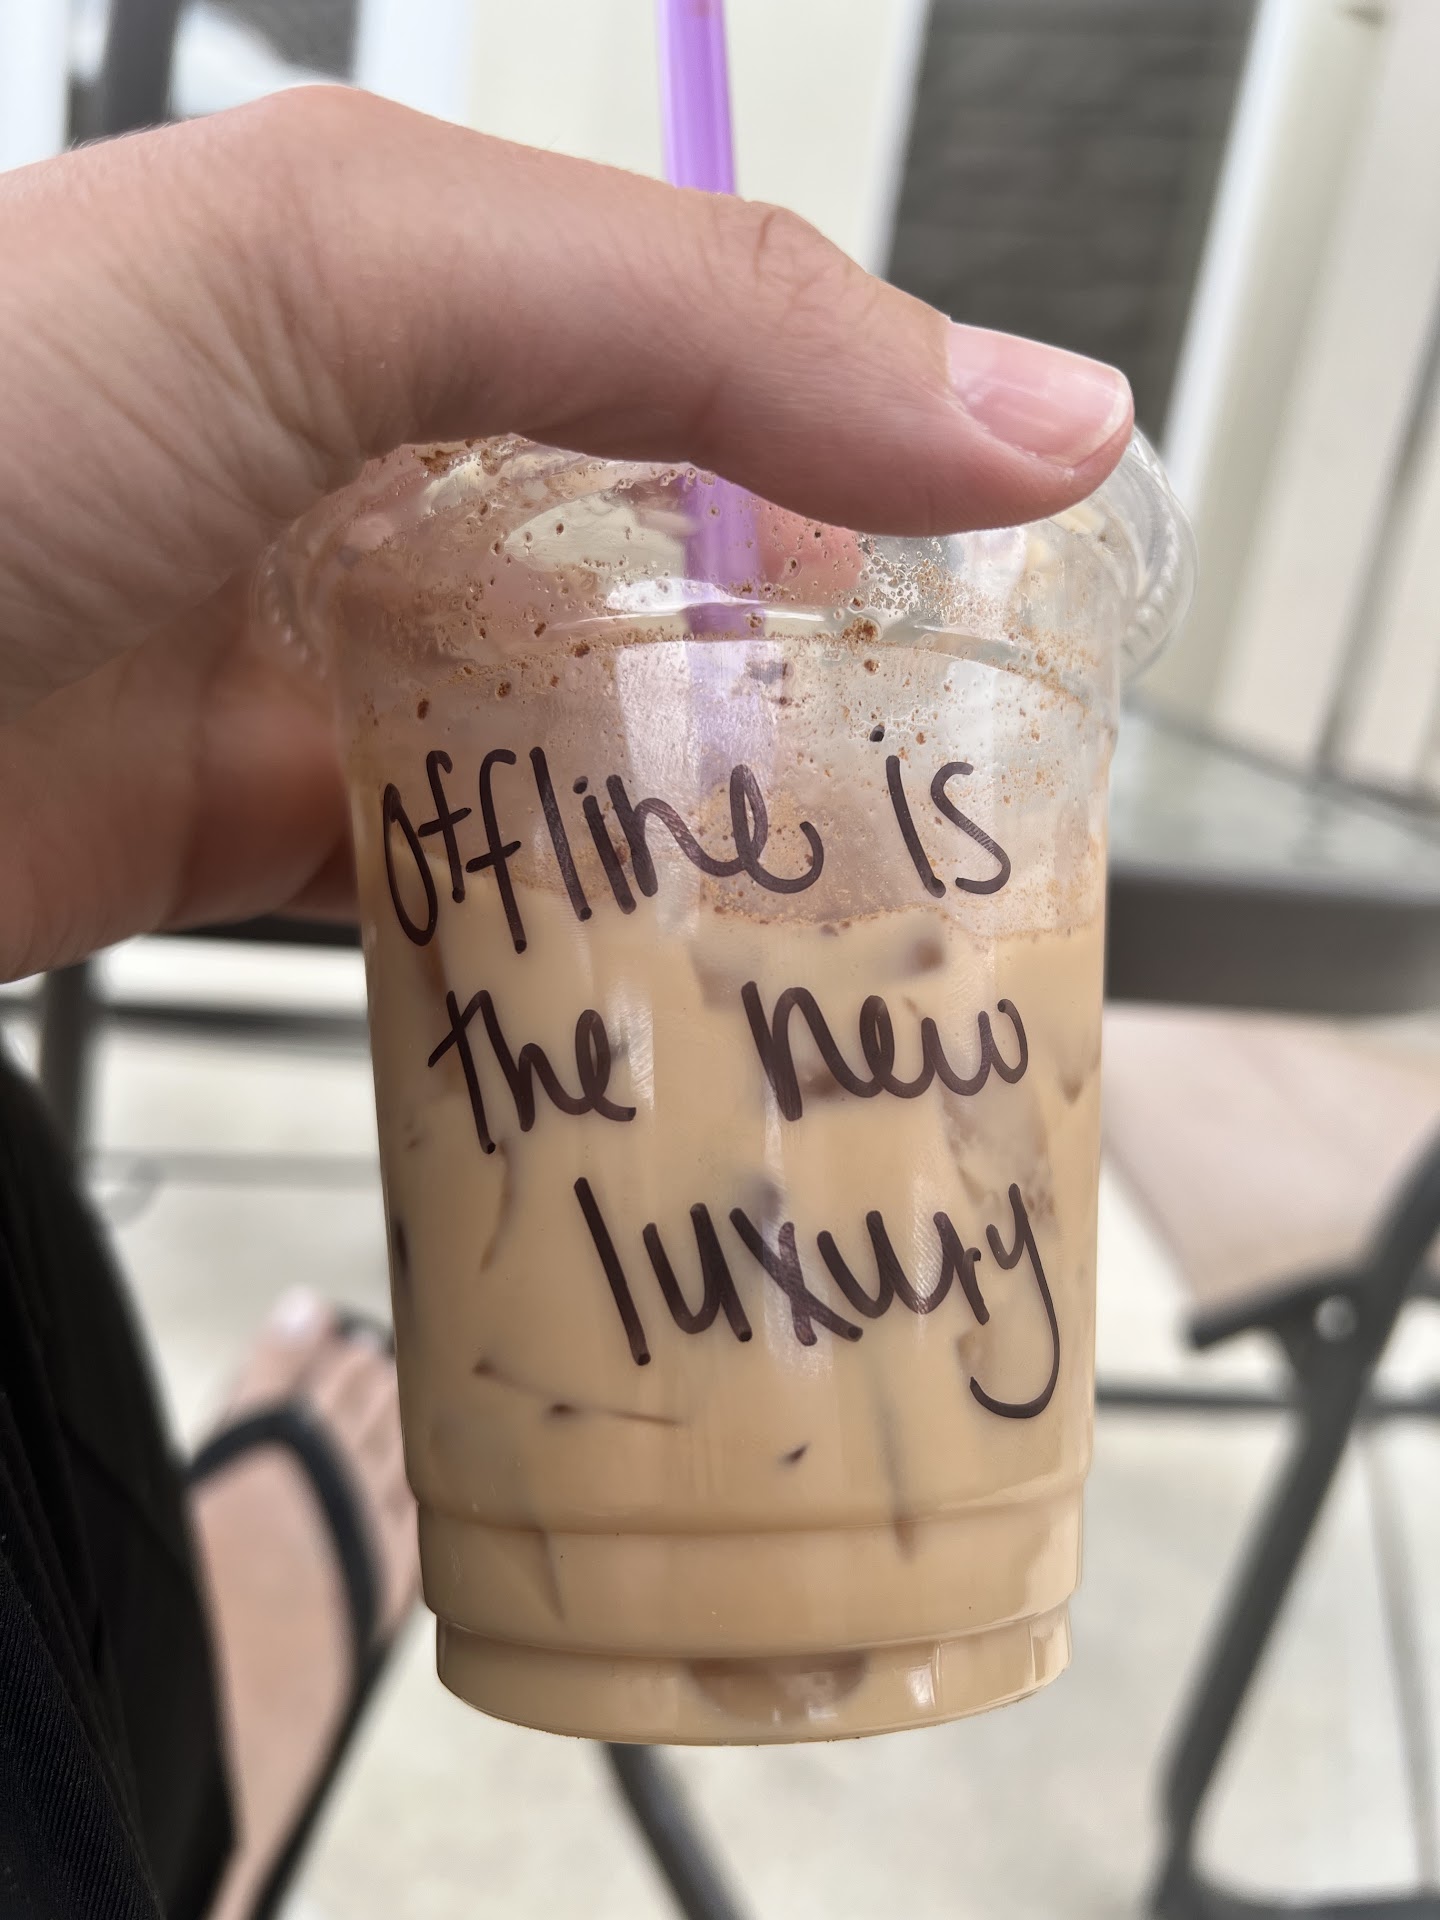 offline is
the new
luxury